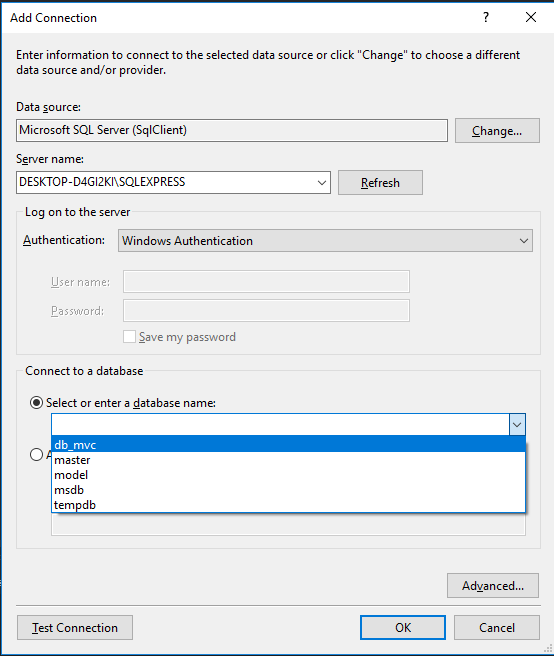 Add Connection
?
Enter information to connect to the selected data source or click "Change" to choose a different
data source and/or provider.
Data source:
Microsoft SQL Server (SqlClient)
Change...
Server name:
DESKTOP-D4GI2KI\SQLEXPRESS
Refresh
Log on to the server
Authentication:
Windows Authentication
User name:
Password:
Save my password
Connect to a database
Select or enter a database name:
db_mvc
master
model
msdb
tempdb
Advanced...
Test Connection
OK
Cancel